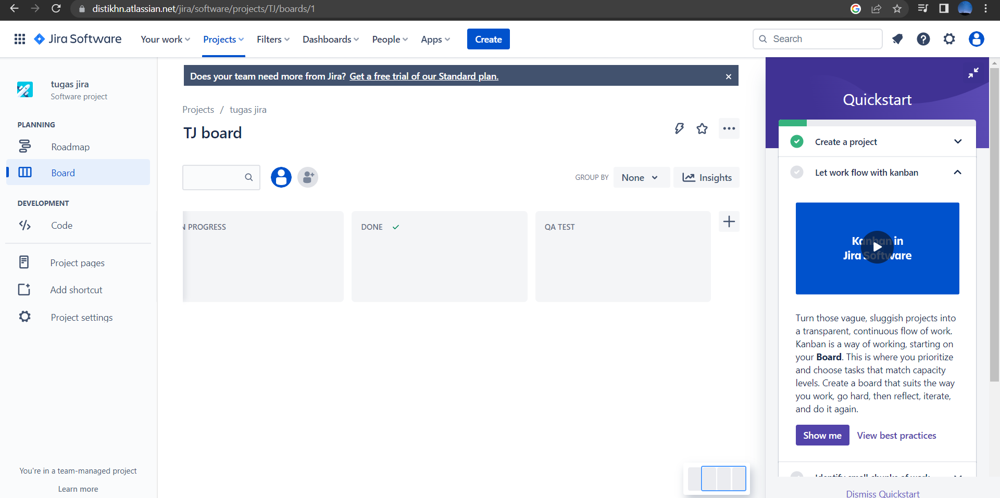 distikhn.atlassian.net/jira/software/projects/TJ/boards/1
Jira Software
Your work
Projects
Filters
Dashboards
People
Apps
Create
Search
tugas jira
Software project
PLANNING
Roadmap
Board
DEVELOPMENT
Code
Project pages
Add shortcut
Project settings
You're in a team-managed project
Learn more
Does your team need more from Jira? Get a free trial of our Standard plan.
Projects / tugas jira
TJ board
GROUP BY
None
Insights
N PROGRESS
DONE
QA TEST
Quickstart
Create a project
Let work flow with kanban
Kanban in
Jira Software
Turn those vague, sluggish projects into
a transparent, continuous flow of work.
Kanban is a way of working, starting on
your Board. This is where you prioritize
and choose tasks that match capacity
levels. Create a board that suits the way
you work, go hard, then reflect, iterate,
and do it again.
Show me
View best practices
Identify small chunks of work
Dismiss Quickstart